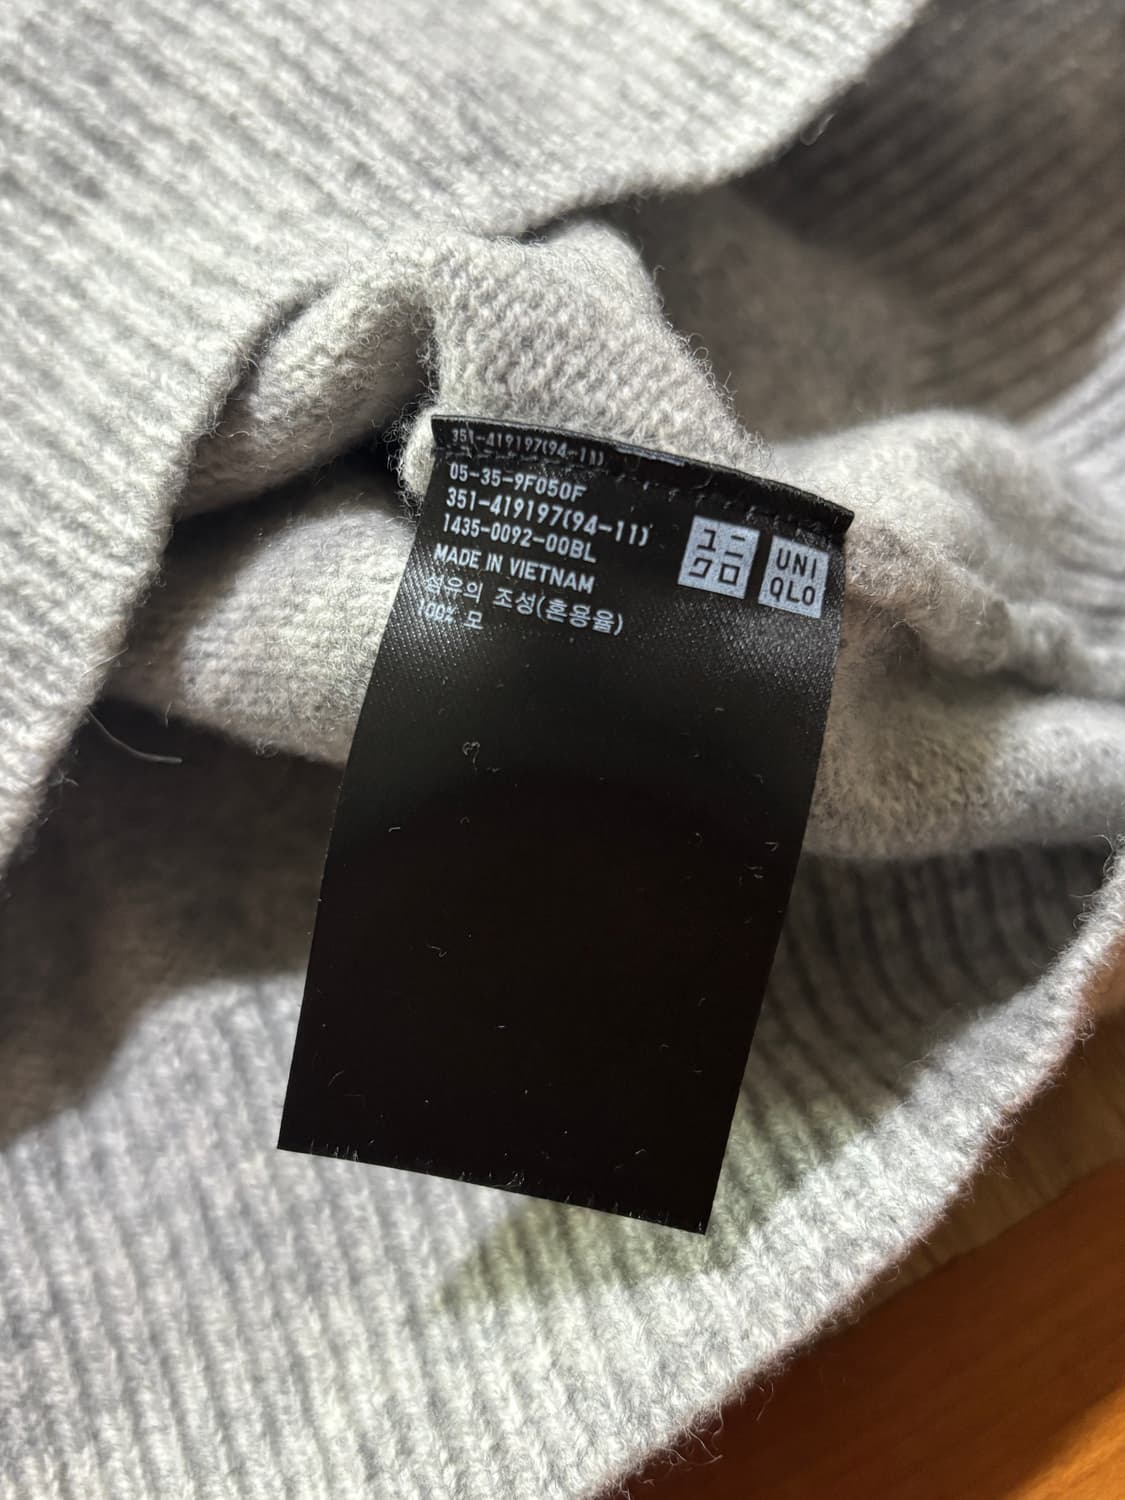 351-419197(94-11)
05-35-9F050F
351-419197(94-11)
1435-0092-00BL
MADE IN VIETNAM
섬유의 조성(혼용율)
100% 모
ユニ
クロ
UNI
QLO